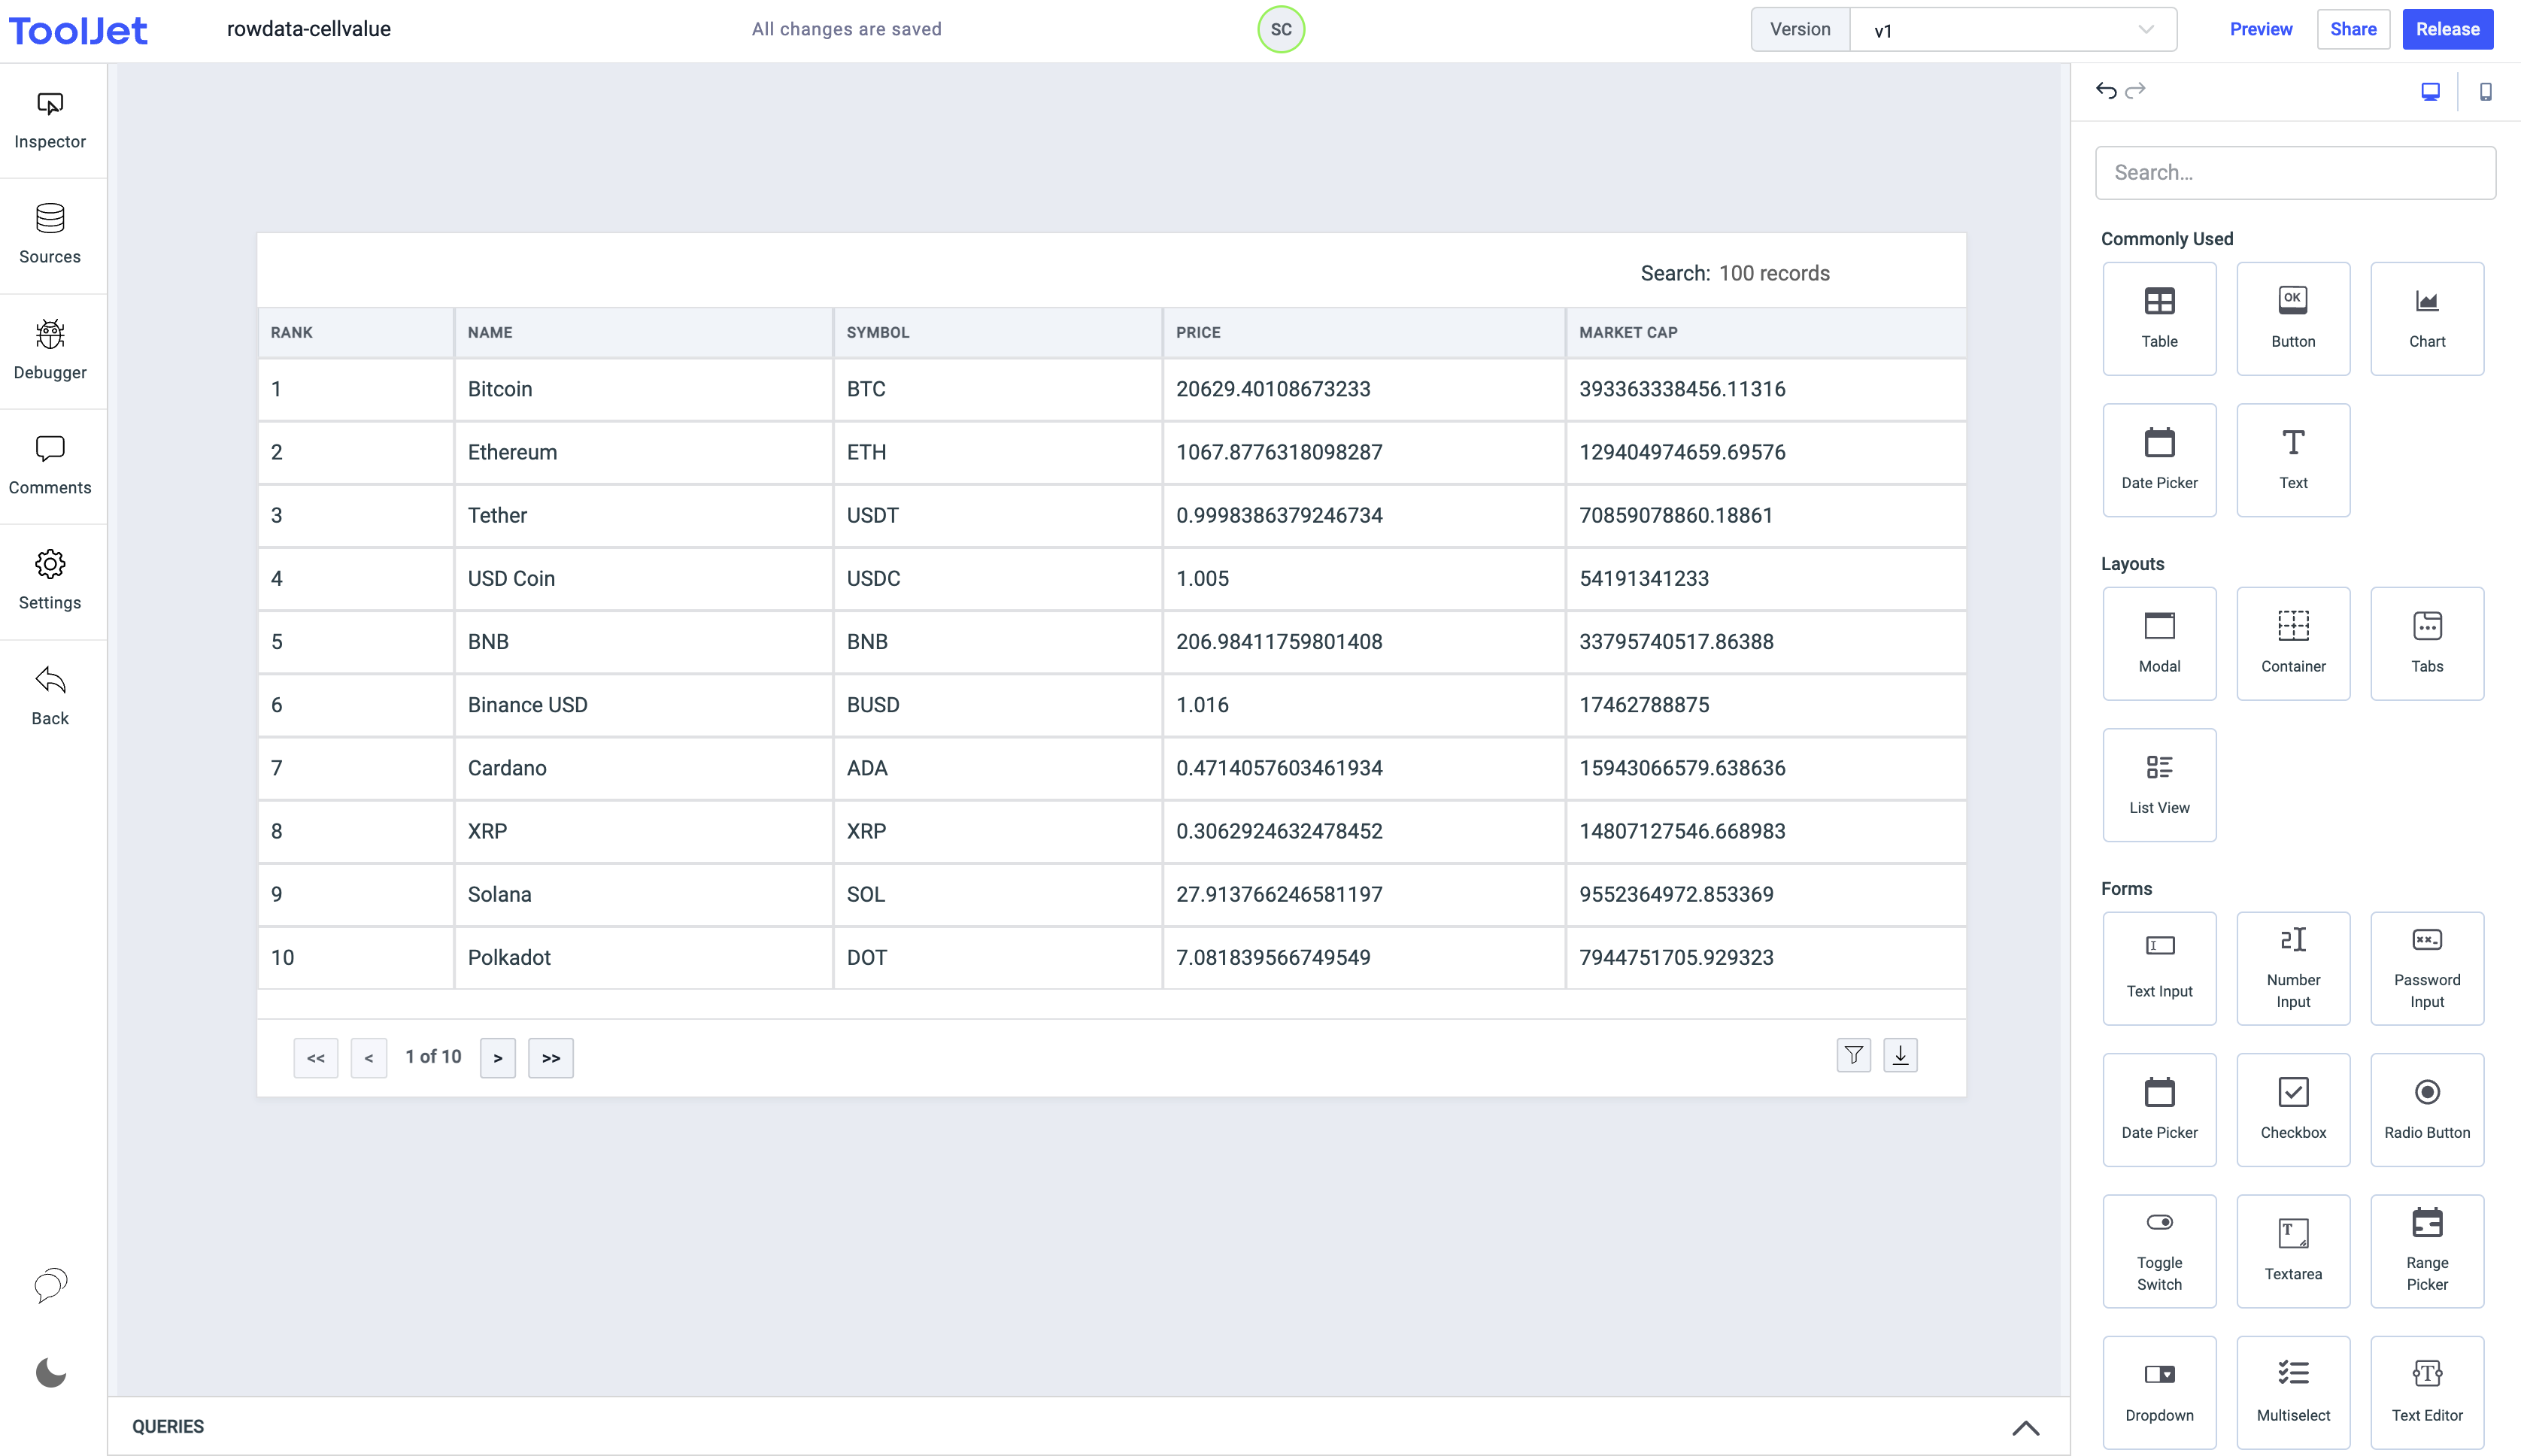 ToolJet
rowdata-cellvalue
All changes are saved
SC
Version
v1
Preview
Share
Release
Inspector
Sources
Debugger
Comments
Settings
Back
Search: 100 records
RANK NAME SYMBOL PRICE MARKET CAP
1 Bitcoin BTC 20629.40108673233 393363338456.11316
2 Ethereum ETH 1067.8776318098287 129404974659.69576
3 Tether USDT 0.9998386379246734 70859078860.18861
4 USD Coin USDC 1.005 54191341233
5 BNB BNB 206.98411759801408 33795740517.86388
6 Binance USD BUSD 1.016 17462788875
7 Cardano ADA 0.4714057603461934 15943066579.638636
8 XRP XRP 0.3062924632478452 14807127546.668983
9 Solana SOL 27.913766246581197 9552364972.853369
10 Polkadot DOT 7.081839566749549 7944751705.929323
<< < 1 of 10 > >>
QUERIES
Search...
Commonly Used
OK
Table Button Chart
Date Picker Text
Layouts
Modal Container Tabs
List View
Forms
Text Input
Number
Input
Password
Input
Date Picker Checkbox Radio Button
Toggle
Switch
Textarea
Range
Picker
Dropdown Multiselect Text Editor